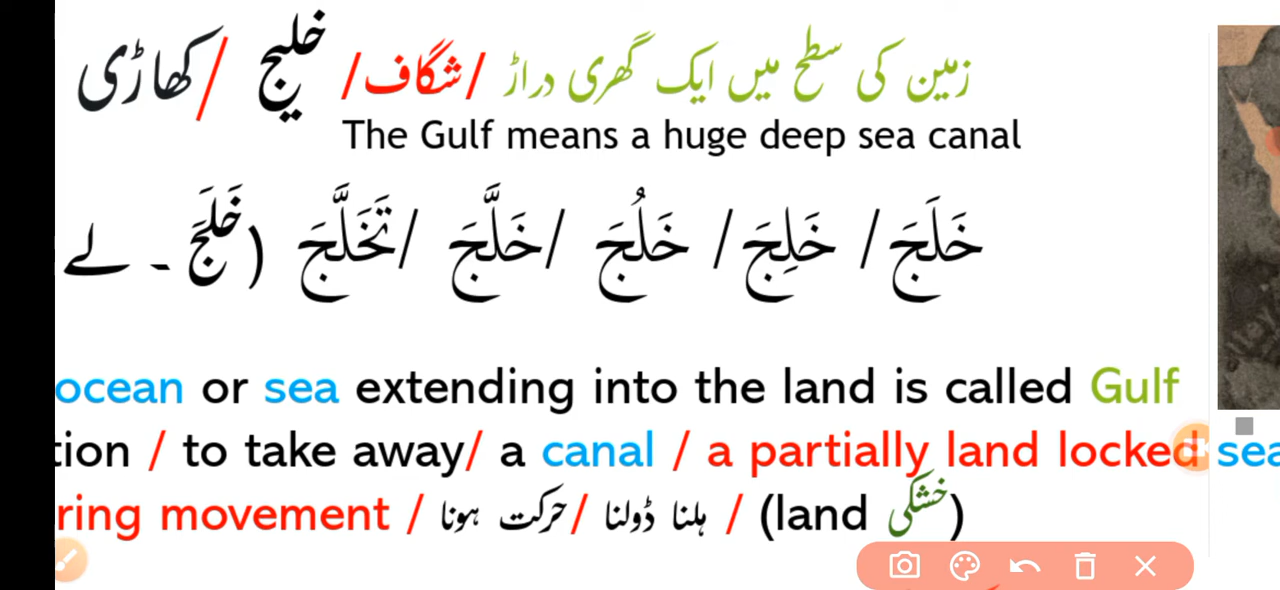 زمین کی سطح میں ایک گھری دراڑ /شگاف/ خلیج /کھاڑی
The Gulf means a huge deep sea canal
خَلَجَ / خَلِجَ / خَلُجَ / خَلَّجَ / تَخَلَّجَ (خَلَجَ ۔ لے
ocean or sea extending into the land is called Gulf
tion / to take away/ a canal / a partially land locked sea
ring movement / ہلنا ڈولنا /حرکت ہونا / (land خشکی)